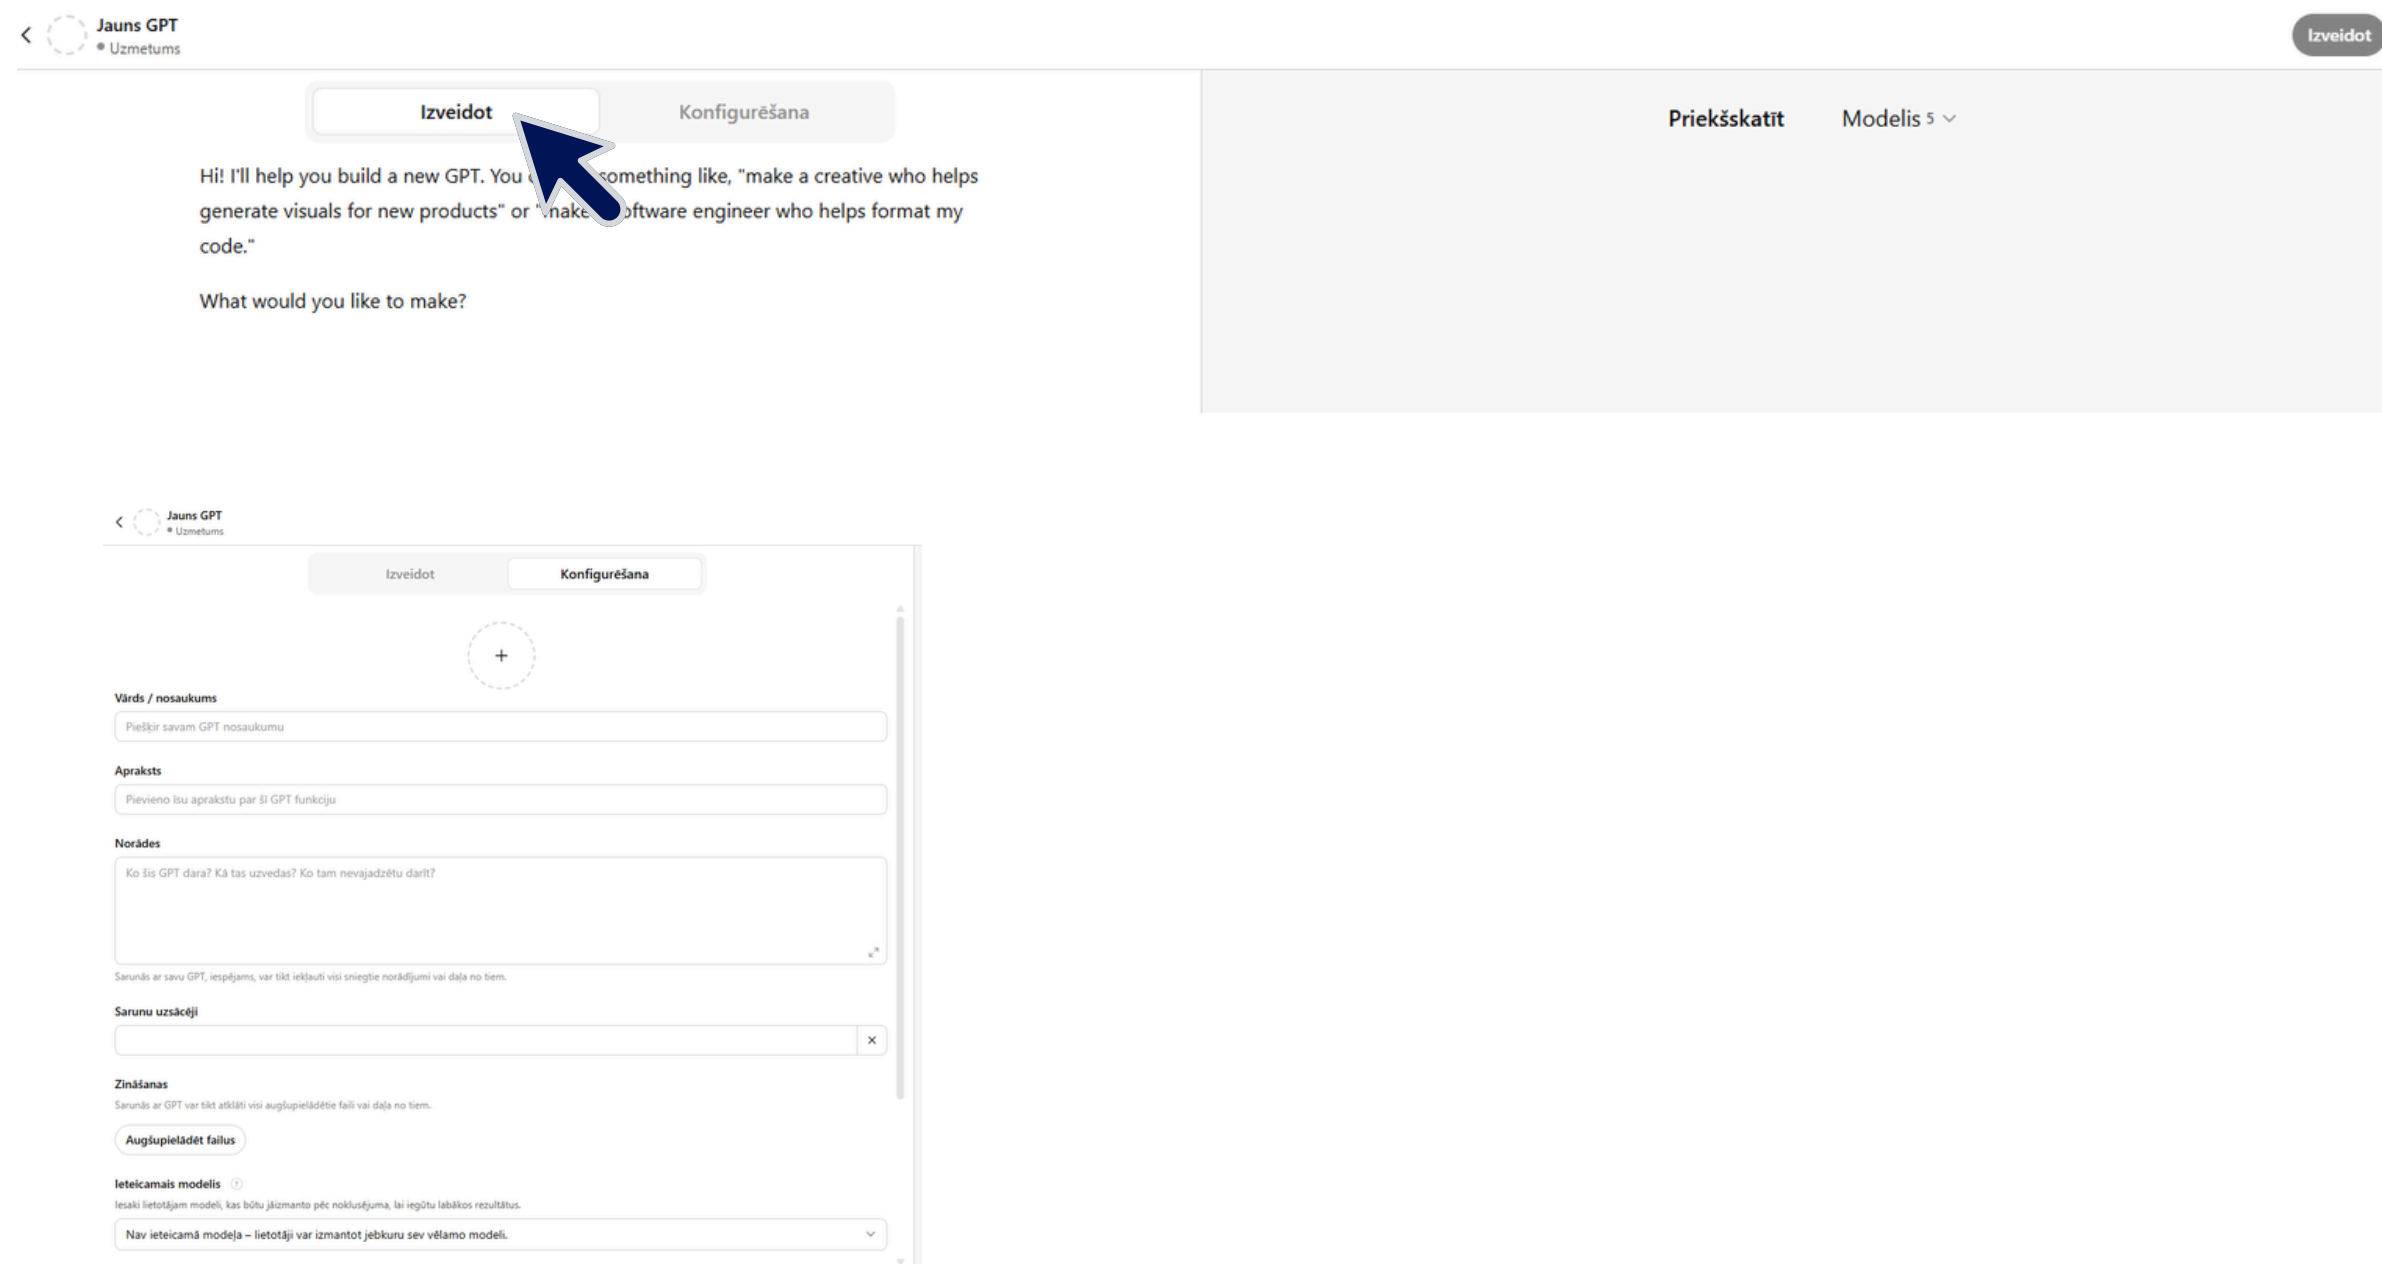 Jauns GPT
Uzmetums
Izveidot
Izveidot
Konfigurēšana
Priekšskatīt
Modelis 5
Hi! I'll help you build a new GPT. You something like, "make a creative who helps
generate visuals for new products" or "make software engineer who helps format my
code."
What would you like to make?
Jauns GPT
Uzmetums
Izveidot
Konfigurēšana
Vārds / nosaukums
Piešķir savam GPT nosaukumu
Apraksts
Pievieno īsu aprakstu par šī GPT funkciju
Norādes
Ko šis GPT dara? Kā tas uzvedas? Ko tam nevajadzētu darīt?
Sarunās ar savu GPT, iespējams, var tikt iekļauti visi sniegtie norādījumi vai daļa no tiem.
Sarunu uzsācēji
Zināšanas
Sarunās ar GPT var tikt atklāti visi augšupielādētie faili vai daļa no tiem.
Augšupielādēt failus
Ieteicamais modelis
Iesaki lietotājam modeli, kas būtu jāizmanto pēc noklusējuma, lai iegūtu labākos rezultātus.
Nav ieteicamā modeļa – lietotāji var izmantot jebkuru sev vēlamo modeli.